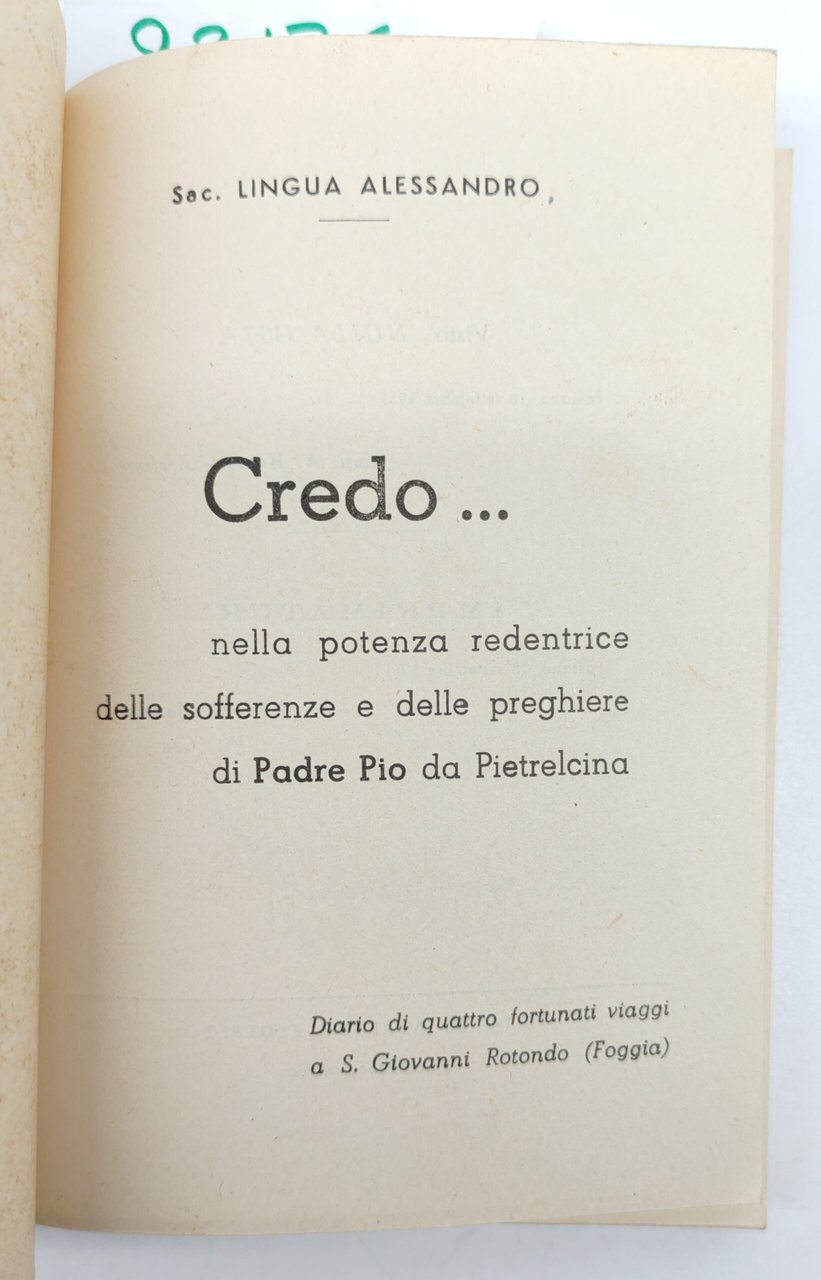 Sac. LINGUA ALESSANDRO
Credo ...
nella potenza redentrice
delle sofferenze e delle preghiere
di Padre Pio da Pietrelcina
Diario di quattro fortunati viaggi
a S. Giovanni Rotondo (Foggia)